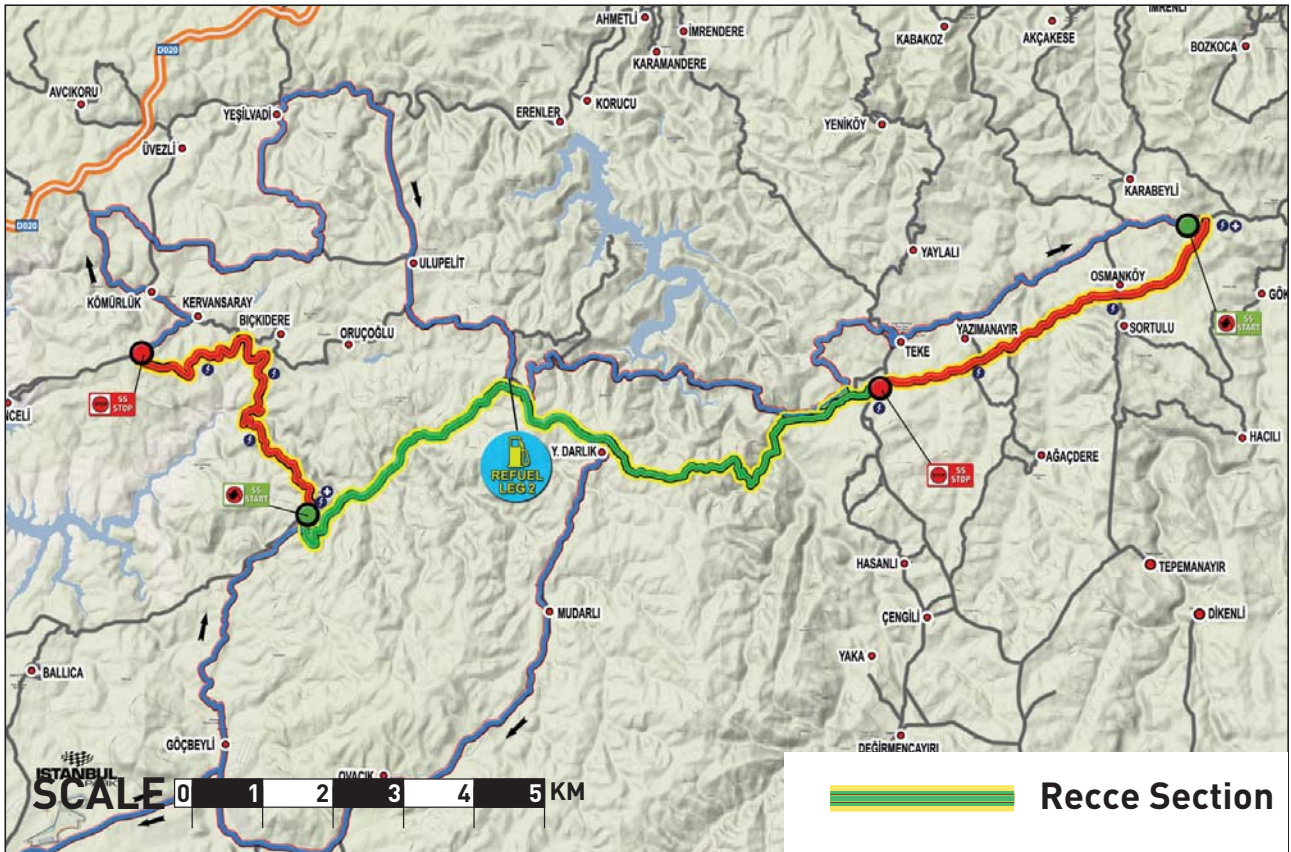 AHMETLİ
İMRENDERE
KABAKOZ
AKÇAKESE
İMRENLİ
BOZKOCA
D020
KARAMANDERE
AVCIKORU
YEŞİLVADİ
ERENLER
KORUCU
YENİKÖY
ÜVEZLİ
KARABEYLİ
D020
YAYLALI
ULUPELİT
OSMANKÖY
GÖK
KÖMÜRLÜK
KERVANSARAY
BIÇKIDERE
ORUÇOĞLU
YAZIMANAYIR
SORTULU
SS
START
TEKE
NCELİ
SS
STOP
Y. DARLIK
HACILI
AĞAÇDERE
REFUEL
LEG 2
SS
STOP
SS
START
HASANLI
TEPEMANAYIR
MUDARLI
ÇENGİLİ
DİKENLİ
BALLICA
YAKA
GÖÇBEYLİ
DEĞİRMENÇAYIRI
ISTANBUL
PARK
OVACIK
SCALE 0 1 2 3 4 5 KM
Recce Section